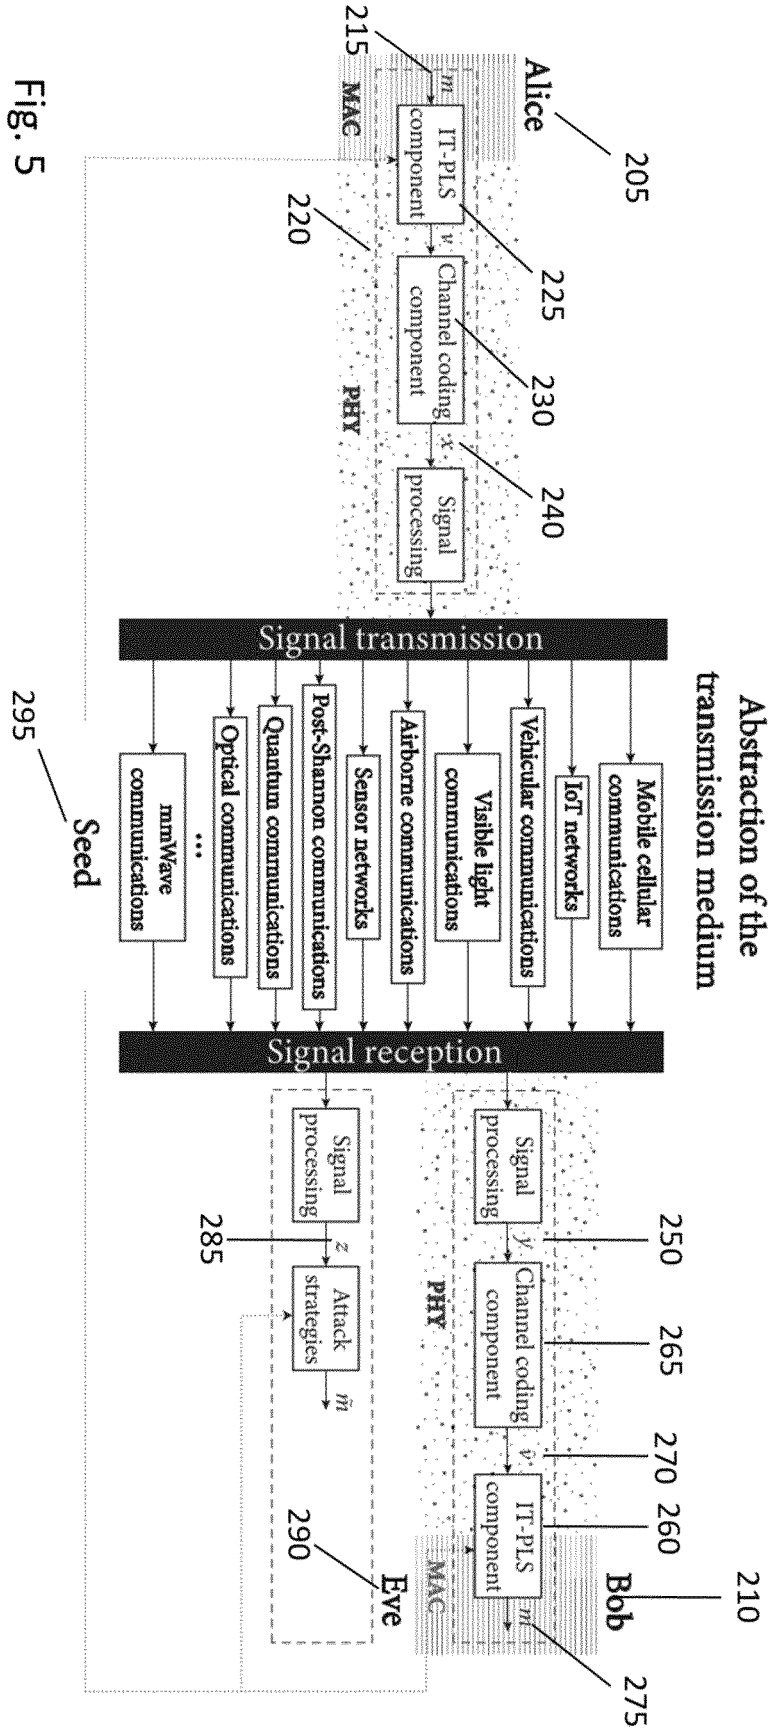 Alice
205
215
m
MAC
IT-PLS
component
225
v
220
Channel coding
component
230
PHY
x
240
Signal
processing
Signal transmission
Abstraction of the
transmission medium
Mobile cellular
communications
IoT networks
Vehicular communications
Visible light
communications
Airborne communications
Sensor networks
Post-Shannon communications
Quantum communications
Optical communications
...
mmWave
communications
Seed
295
Signal reception
Signal
processing
y
250
Channel coding
component
265
PHY
v̂
270
IT-PLS
component
260
MAC
Bob
210
m̂
275
Signal
processing
z
285
Attack
strategies
m̃
Eve
290
Fig. 5